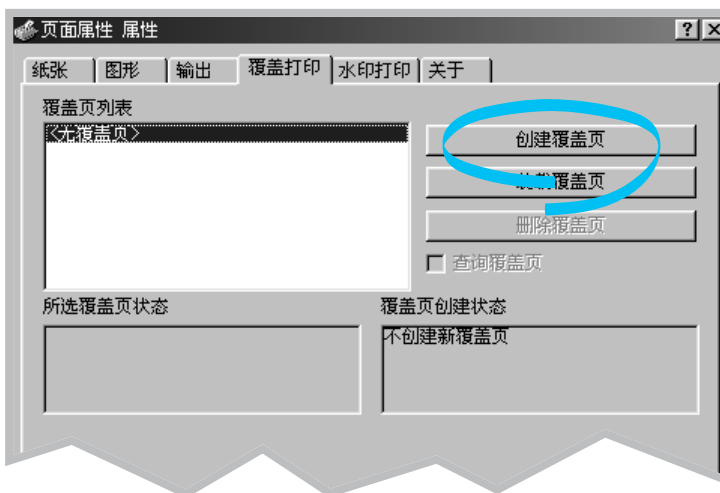 页面属性 属性
纸张 图形 输出 覆盖打印 水印打印 关于
覆盖页列表
<无覆盖页>
创建覆盖页
覆盖页
删除覆盖页
查询覆盖页
所选覆盖页状态
覆盖页创建状态
不创建新覆盖页